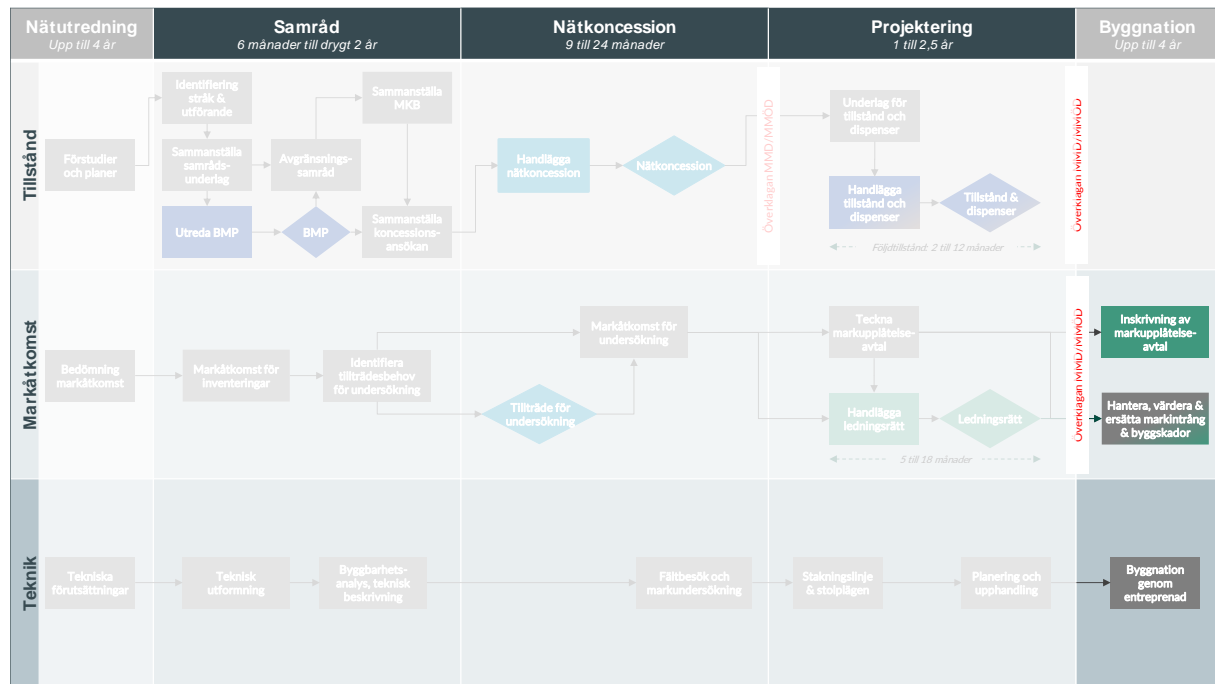 Nätutredning
Upp till 4 år
Samråd
6 månader till drygt 2 år
Nätkoncession
9 till 24 månader
Projektering
1 till 2,5 år
Byggnation
Upp till 4 år
Tillstånd
Förstudier
och planer
Identifiering
stråk &
utförande
Sammanställa
samråds-
underlag
Utreda BMP
Avgränsnings-
samråd
BMP
Sammanställa
MKB
Sammanställa
koncessions-
ansökan
Handlägga
nätkoncession
Nätkoncession
Överklagan MMD/MMÖD
Underlag för
tillstånd och
dispenser
Handlägga
tillstånd och
dispenser
Tillstånd &
dispenser
Följdtillstånd: 2 till 12 månader
Överklagan MMD/MMÖD
Markåtkomst
Bedömning
markåtkomst
Markåtkomst för
inventeringar
Identifiera
tillträdesbehov
för undersökning
Tillträde för
undersökning
Markåtkomst för
undersökning
Teckna
markupplåtelse-
avtal
Handlägga
ledningsrätt
Ledningsrätt
5 till 18 månader
Överklagan MMD/MMÖD
Inskrivning av
markupplåtelse-
avtal
Hantera, värdera &
ersätta markintrång
& byggskador
Teknik
Tekniska
förutsättningar
Teknisk
utformning
Byggbarhets-
analys, teknisk
beskrivning
Fältbesök och
markundersökning
Stakningslinje
& stolplägen
Planering och
upphandling
Byggnation
genom
entreprenad